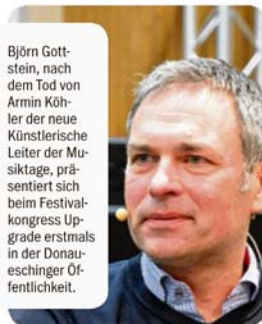 Björn Gott-
stein, nach
dem Tod von
Armin Köh-
ler der neue
Künstlerische
Leiter der Mu-
siktage, prä-
sentiert sich
beim Festival-
kongress Up-
grade erstmals
in der Donau-
eschinger Öf-
fentlichkeit.